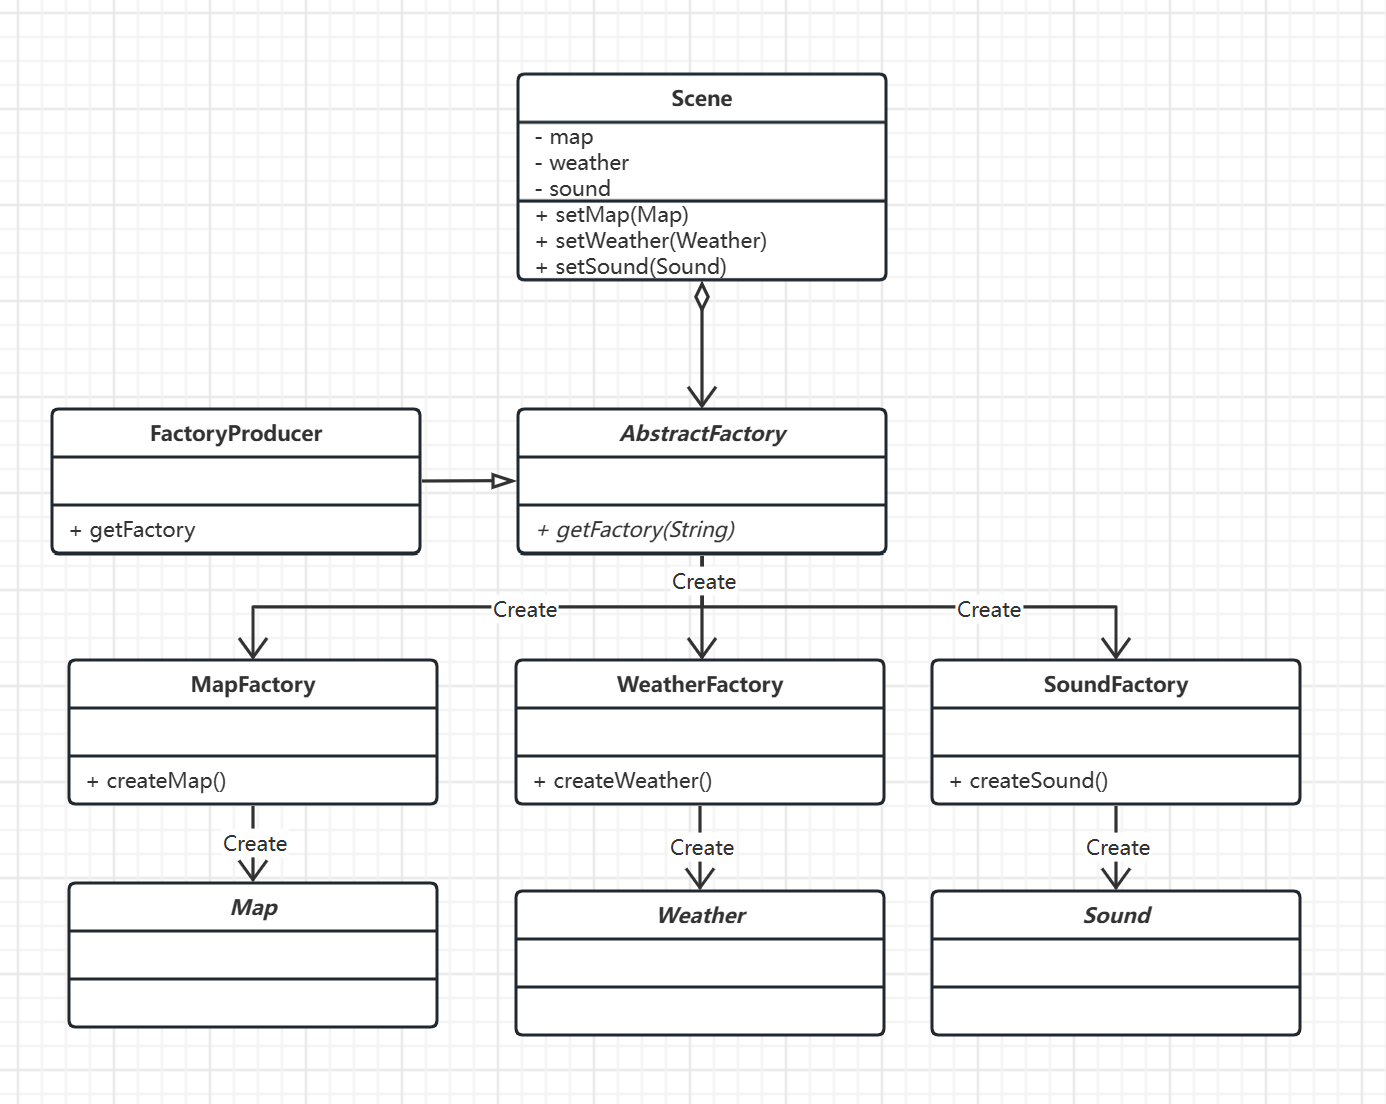 Scene
- map
- weather
- sound
+ setMap(Map)
+ setWeather(Weather)
+ setSound(Sound)
FactoryProducer
+ getFactory
AbstractFactory
+ getFactory(String)
Create
Create
Create
MapFactory
+ createMap()
WeatherFactory
+ createWeather()
SoundFactory
+ createSound()
Create
Create
Create
Map
Weather
Sound